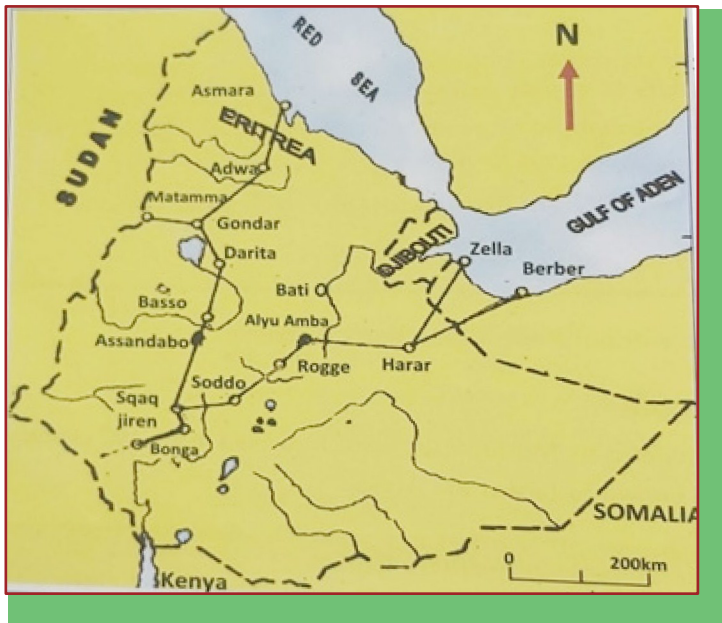 RED
SEA
N
Asmara
ERITREA
SUDAN
Adwa
Matamma
Gondar
GULF OF ADEN
DJIBOUTI
Zella
Darita
Berber
Bati
Basso
Alyu Amba
Assandabo
Rogge
Harar
Soddo
Sqaq
jiren
Bonga
SOMALIA
0
200km
Kenya